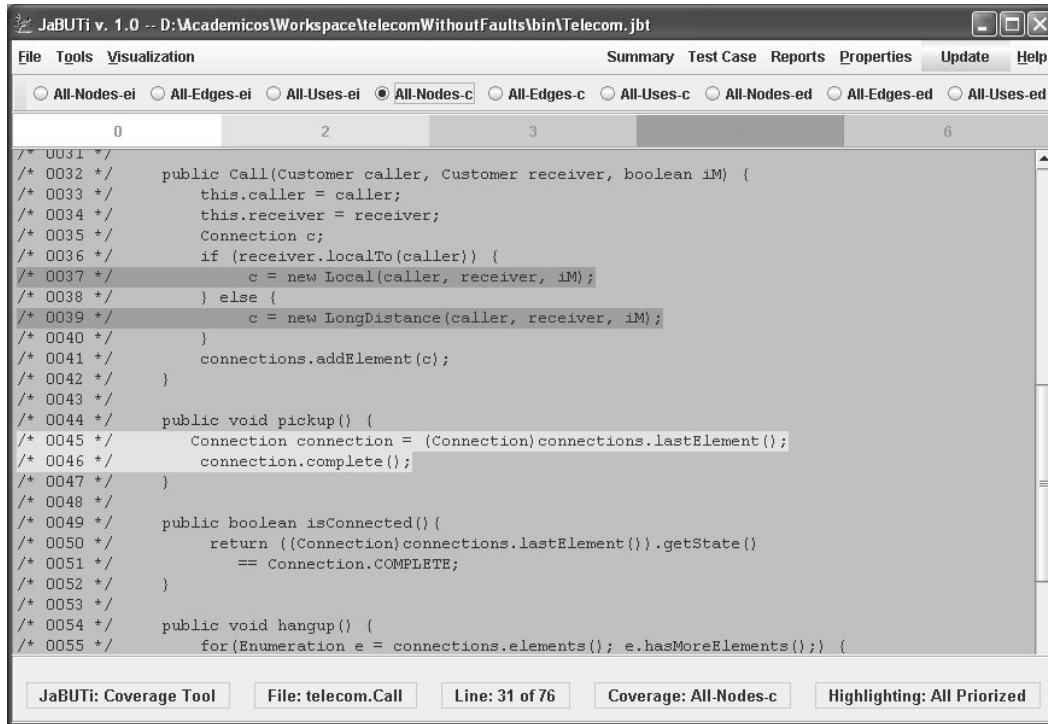 JaBUTi v. 1.0 -- D:\Academicos\Workspace\telecomWithoutFaults\bin\Telecom.jbt
File Tools Visualization Summary Test Case Reports Properties Update Help
All-Nodes-ei All-Edges-ei All-Uses-ei All-Nodes-c All-Edges-c All-Uses-c All-Nodes-ed All-Edges-ed All-Uses-ed
0 2 3 6
/* 0031 */
/* 0032 */ public Call(Customer caller, Customer receiver, boolean iM) {
/* 0033 */ this.caller = caller;
/* 0034 */ this.receiver = receiver;
/* 0035 */ Connection c;
/* 0036 */ if (receiver.localTo(caller)) {
/* 0037 */ c = new Local(caller, receiver, iM);
/* 0038 */ } else {
/* 0039 */ c = new LongDistance(caller, receiver, iM);
/* 0040 */ }
/* 0041 */ connections.addElement(c);
/* 0042 */ }
/* 0043 */
/* 0044 */ public void pickup() {
/* 0045 */ Connection connection = (Connection)connections.lastElement();
/* 0046 */ connection.complete();
/* 0047 */ }
/* 0048 */
/* 0049 */ public boolean isConnected(){
/* 0050 */ return ((Connection)connections.lastElement()).getState()
/* 0051 */ == Connection.COMPLETE;
/* 0052 */ }
/* 0053 */
/* 0054 */ public void hangup() {
/* 0055 */ for(Enumeration e = connections.elements(); e.hasMoreElements();) {
JaBUTi: Coverage Tool File: telecom.Call Line: 31 of 76 Coverage: All-Nodes-c Highlighting: All Priorized